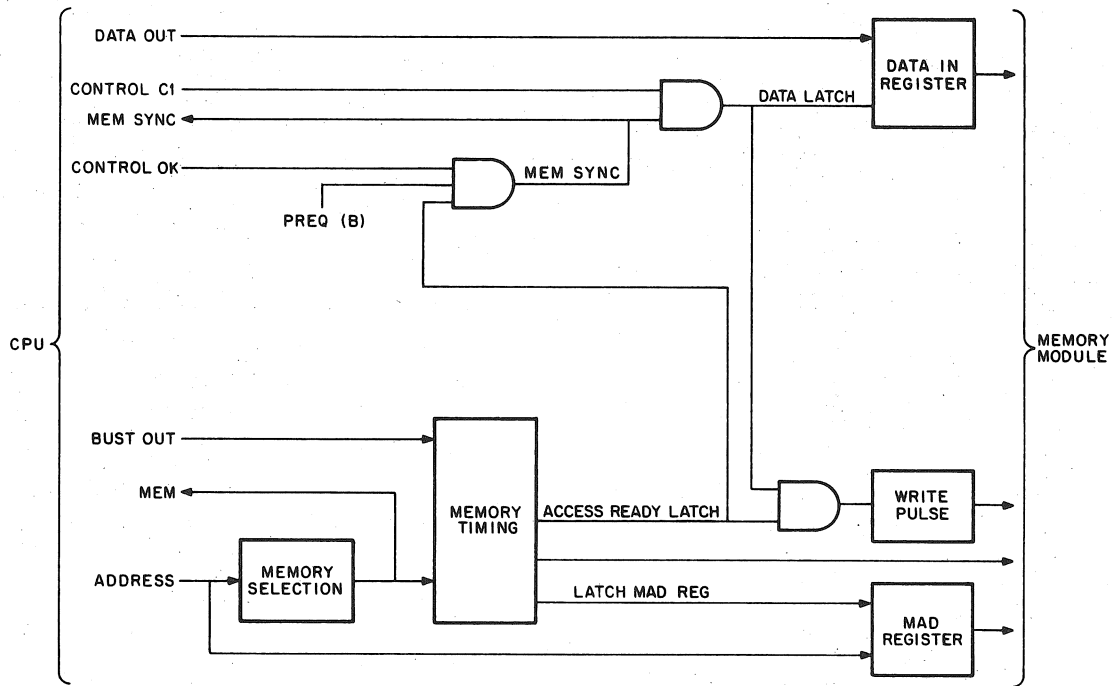 DATA OUT
DATA IN
REGISTER
CONTROL C1
DATA LATCH
MEM SYNC
CONTROL OK
MEM SYNC
PREQ (B)
CPU
MEMORY
MODULE
BUST OUT
MEM
MEMORY
TIMING
ACCESS READY LATCH
WRITE
PULSE
ADDRESS
MEMORY
SELECTION
LATCH MAD REG
MAD
REGISTER